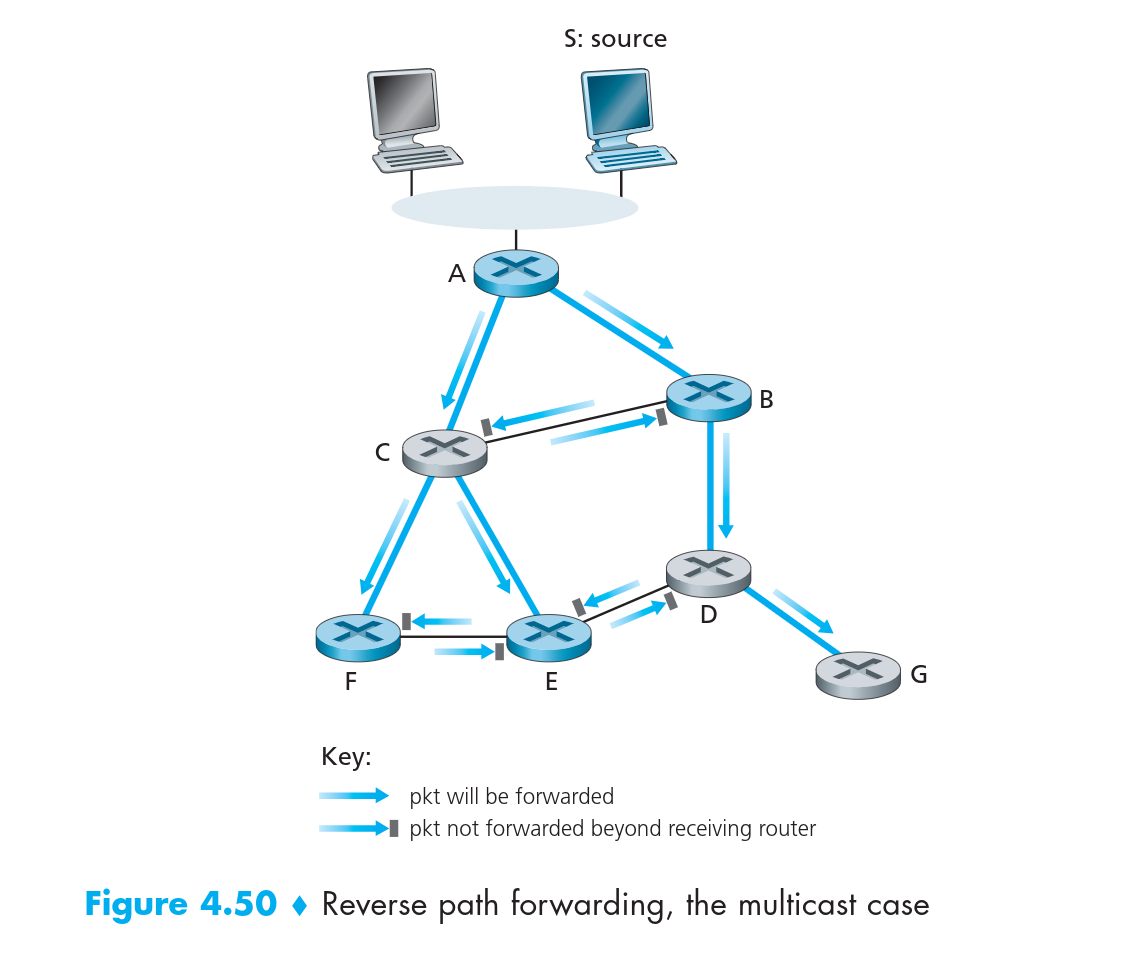 S: source
A
B
C
D
F
E
G
Key:
pkt will be forwarded
pkt not forwarded beyond receiving router
Figure 4.50 ♦ Reverse path forwarding, the multicast case